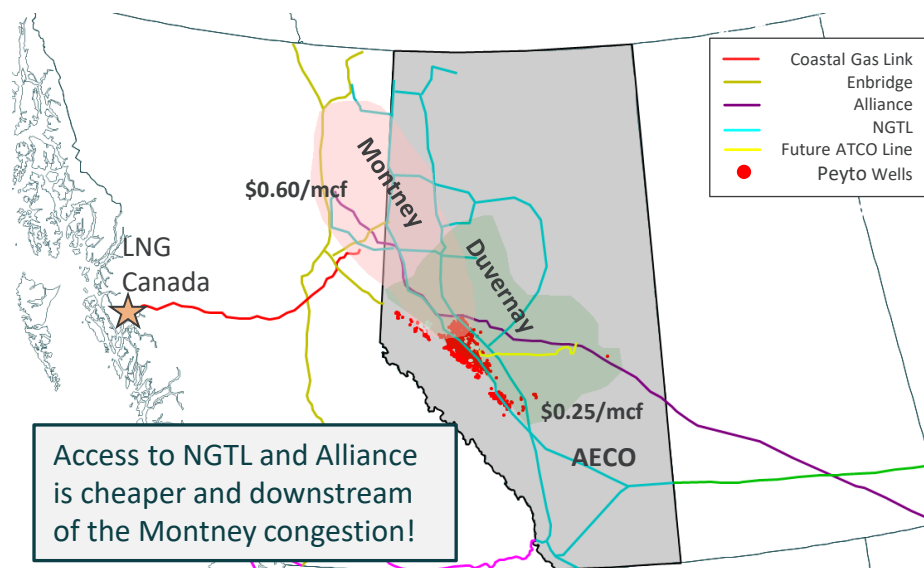 Coastal Gas Link
Enbridge
Alliance
NGTL
Future ATCO Line
Peyto Wells
Montney
$0.60/mcf
Duvernay
LNG
Canada
$0.25/mcf
AECO
Access to NGTL and Alliance
is cheaper and downstream
of the Montney congestion!